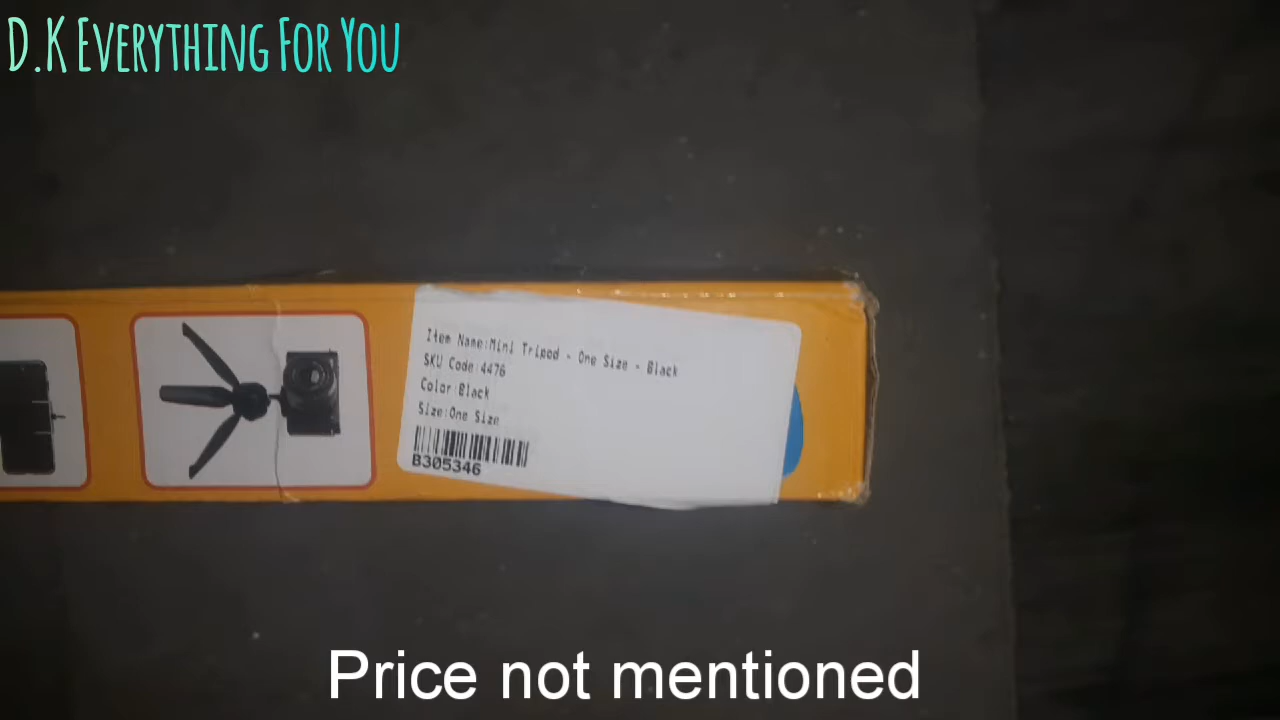 D.K EVERYTHING FOR YOU
Item Name:Mini Tripod - One Size - Black
SKU Code:4476
Color:Black
Size:One Size
B305346
Price not mentioned